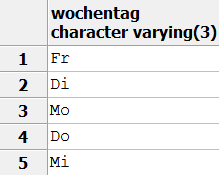 wochentag
character varying(3)
1 Fr
2 Di
3 Mo
4 Do
5 Mi